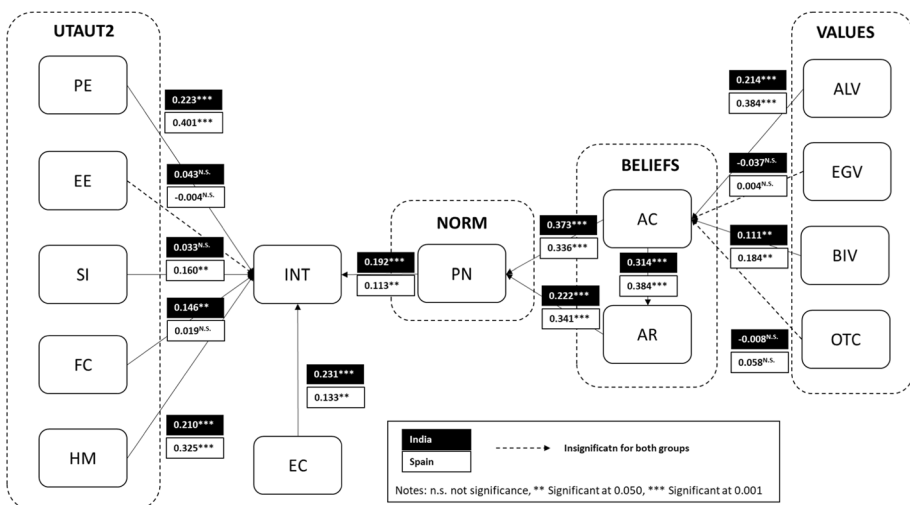 UTAUT2
PE
EE
SI
FC
HM
0.223***
0.401***
0.043N.S.
-0.004N.S.
0.033N.S.
0.160**
0.146**
0.019N.S.
0.210***
0.325***
INT
EC
0.231***
0.133**
0.192***
0.113**
NORM
PN
0.373***
0.336***
0.222***
0.341***
BELIEFS
AC
0.314***
0.384***
AR
0.214***
0.384***
-0.037N.S.
0.004N.S.
0.111**
0.184**
-0.008N.S.
0.058N.S.
VALUES
ALV
EGV
BIV
OTC
India
Spain
Insignificatn for both groups
Notes: n.s. not significance, ** Significant at 0.050, *** Significant at 0.001